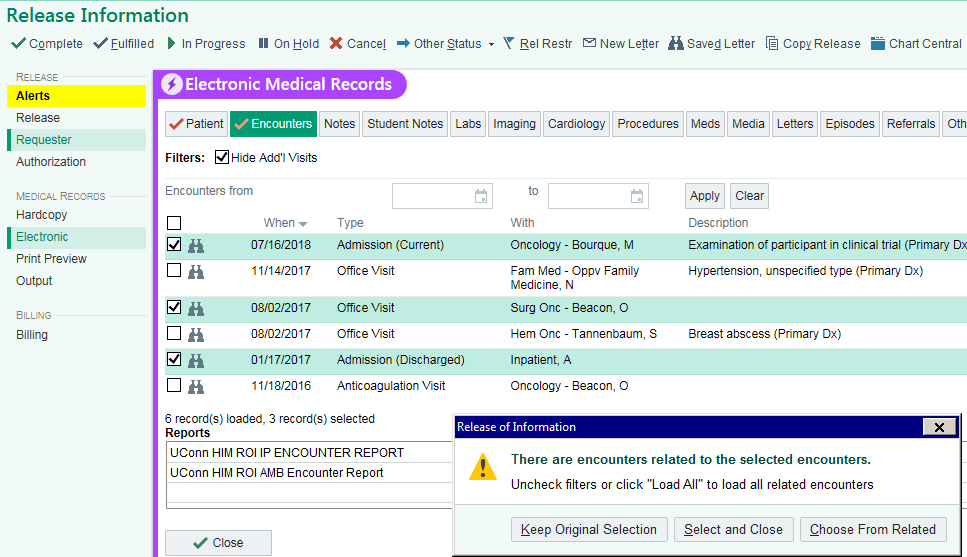 Release Information
Complete Fulfilled In Progress On Hold Cancel Other Status Rel Restr New Letter Saved Letter Copy Release Chart Central
RELEASE
Alerts
Release
Requester
Authorization
MEDICAL RECORDS
Hardcopy
Electronic
Print Preview
Output
BILLING
Billing
Electronic Medical Records
Patient Encounters Notes Student Notes Labs Imaging Cardiology Procedures Meds Media Letters Episodes Referrals Oth
Filters: Hide Add'l Visits
Encounters from to Apply Clear
When Type With Description
07/16/2018 Admission (Current) Oncology - Bourque, M Examination of participant in clinical trial (Primary Dx
11/14/2017 Office Visit Fam Med - Oppv Family Hypertension, unspecified type (Primary Dx)
Medicine, N
08/02/2017 Office Visit Surg Onc - Beacon, O
08/02/2017 Office Visit Hem Onc - Tannenbaum, S Breast abscess (Primary Dx)
01/17/2017 Admission (Discharged) Inpatient, A
11/18/2016 Anticoagulation Visit Oncology - Beacon, O
6 record(s) loaded, 3 record(s) selected
Reports
UConn HIM ROI IP ENCOUNTER REPORT
UConn HIM ROI AMB Encounter Report
Close
Release of Information
There are encounters related to the selected encounters.
Uncheck filters or click "Load All" to load all related encounters
Keep Original Selection Select and Close Choose From Related